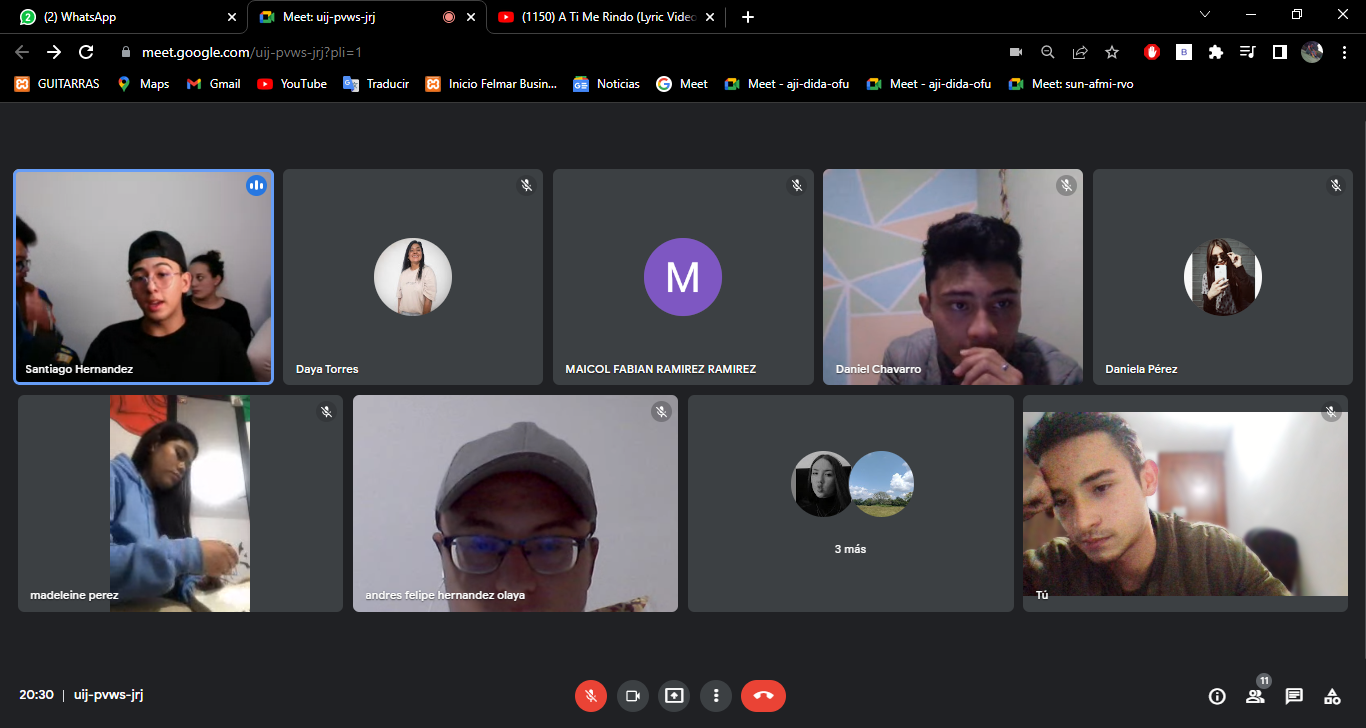 (2) WhatsApp
Meet: uij-pvws-jrj
(1150) A Ti Me Rindo (Lyric Video
meet.google.com/uij-pvws-jrj?pli=1
GUITARRAS
Maps
Gmail
YouTube
Traducir
Inicio Felmar Busin...
Noticias
Meet
Meet - aji-dida-ofu
Meet - aji-dida-ofu
Meet: sun-afmi-rvo
Santiago Hernandez
Daya Torres
M
MAICOL FABIAN RAMIREZ RAMIREZ
Daniel Chavarro
Daniela Pérez
madeleine perez
andres felipe hernandez olaya
3 más
Tú
20:30 | uij-pvws-jrj
11